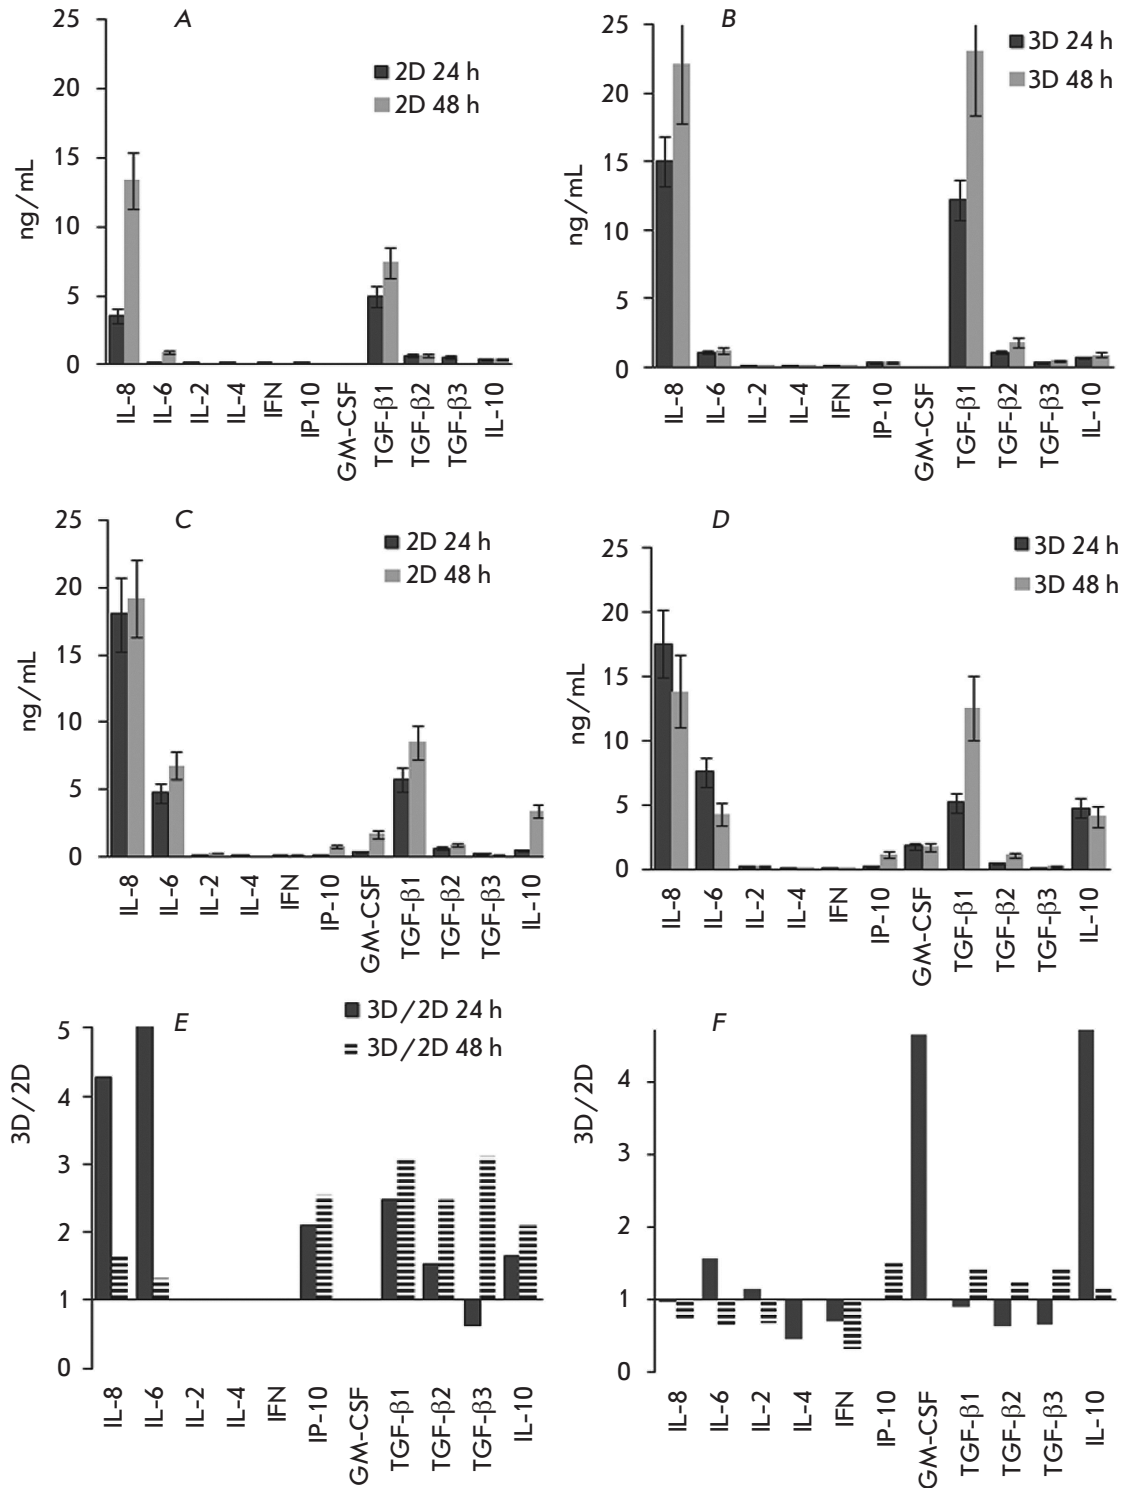 A
25
20
15
10
5
0
ng/mL
2D 24 h
2D 48 h
IL-8
IL-6
IL-2
IL-4
IFN
IP-10
GM-CSF
TGF-β1
TGF-β2
TGF-β3
IL-10
B
25
20
15
10
5
0
ng/mL
3D 24 h
3D 48 h
IL-8
IL-6
IL-2
IL-4
IFN
IP-10
GM-CSF
TGF-β1
TGF-β2
TGF-β3
IL-10
C
25
20
15
10
5
0
ng/mL
2D 24 h
2D 48 h
IL-8
IL-6
IL-2
IL-4
IFN
IP-10
GM-CSF
TGF-β1
TGF-β2
TGF-β3
IL-10
D
25
20
15
10
5
0
ng/mL
3D 24 h
3D 48 h
IL-8
IL-6
IL-2
IL-4
IFN
IP-10
GM-CSF
TGF-β1
TGF-β2
TGF-β3
IL-10
E
5
4
3
2
1
0
3D/2D
3D/2D 24 h
3D/2D 48 h
IL-8
IL-6
IL-2
IL-4
IFN
IP-10
GM-CSF
TGF-β1
TGF-β2
TGF-β3
IL-10
F
4
3
2
1
0
3D/2D
IL-8
IL-6
IL-2
IL-4
IFN
IP-10
GM-CSF
TGF-β1
TGF-β2
TGF-β3
IL-10